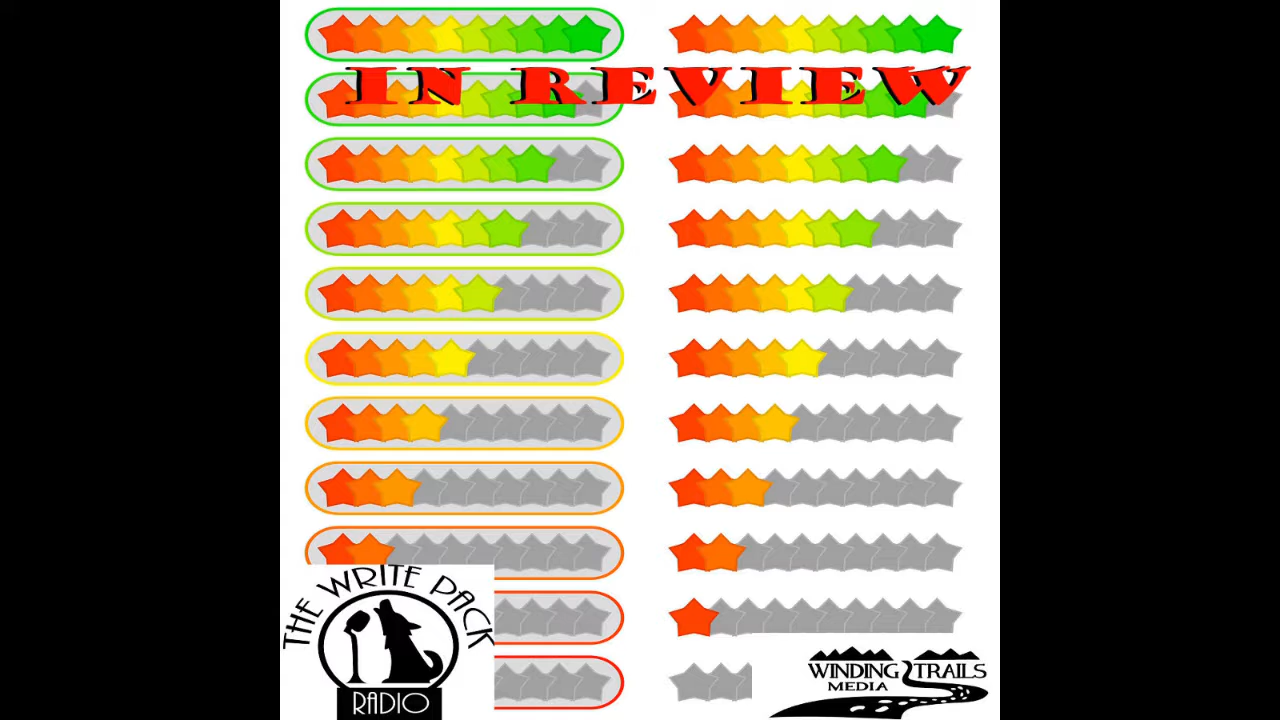 IN REVIEW
THE WRITE PACK
RADIO
WINDING TRAILS
MEDIA